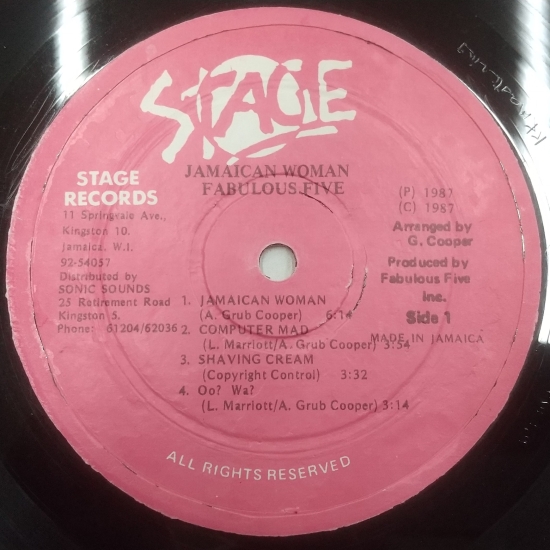 STAGE
JAMAICAN WOMAN
FABULOUS FIVE
STAGE
RECORDS
11 Springvale Ave.,
Kingston 10.
Jamaica. W.I.
92-54057
Distributed by
SONIC SOUNDS
25 Retirement Road
Kingston 5.
Phone: 61204/62036
(P) 1987
(C) 1987
Arranged by
G. Cooper
Produced by
Fabulous Five
Inc.
Side 1
MADE IN JAMAICA
1. JAMAICAN WOMAN
(A. Grub Cooper) 6:14
2. COMPUTER MAD
(L. Marriott/A. Grub Cooper) 3:54
3. SHAVING CREAM
(Copyright Control) 3:32
4. Oo? Wa?
(L. Marriott/A. Grub Cooper) 3:14
ALL RIGHTS RESERVED